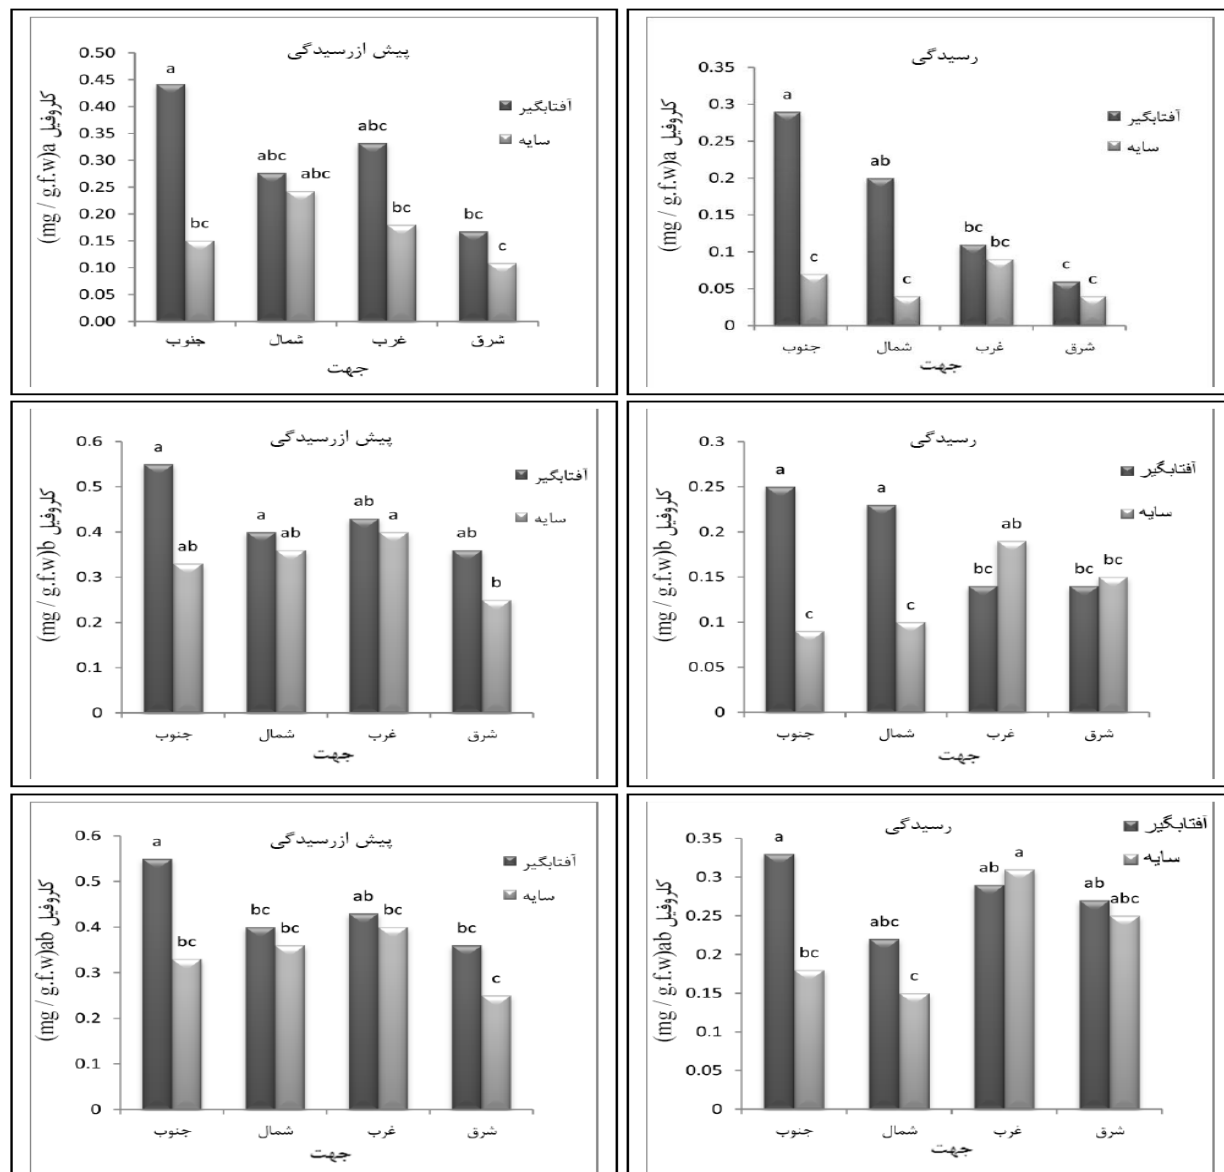 پیش ازرسیدگی
کلروفیل a(mg / g.f.w)
0.50
0.45
0.40
0.35
0.30
0.25
0.20
0.15
0.10
0.05
0.00
a
bc
abc
abc
abc
bc
bc
c
آفتابگیر
سایه
جنوب
شمال
غرب
شرق
جهت
رسیدگی
کلروفیل a(mg / g.f.w)
0.35
0.3
0.25
0.2
0.15
0.1
0.05
0
a
c
ab
c
bc
bc
c
c
آفتابگیر
سایه
جنوب
شمال
غرب
شرق
جهت
پیش ازرسیدگی
کلروفیل b(mg / g.f.w)
0.6
0.5
0.4
0.3
0.2
0.1
0
a
ab
a
ab
ab
a
ab
b
آفتابگیر
سایه
جنوب
شمال
غرب
شرق
جهت
رسیدگی
کلروفیل b(mg / g.f.w)
0.3
0.25
0.2
0.15
0.1
0.05
0
a
c
a
c
bc
ab
bc
bc
آفتابگیر
سایه
جنوب
شمال
غرب
شرق
جهت
پیش ازرسیدگی
کلروفیل ab(mg / g.f.w)
0.6
0.5
0.4
0.3
0.2
0.1
0
a
bc
bc
bc
ab
bc
bc
c
آفتابگیر
سایه
جنوب
شمال
غرب
شرق
جهت
رسیدگی
کلروفیل ab(mg / g.f.w)
0.35
0.3
0.25
0.2
0.15
0.1
0.05
0
a
bc
abc
c
ab
a
ab
abc
آفتابگیر
سایه
جنوب
شمال
غرب
شرق
جهت